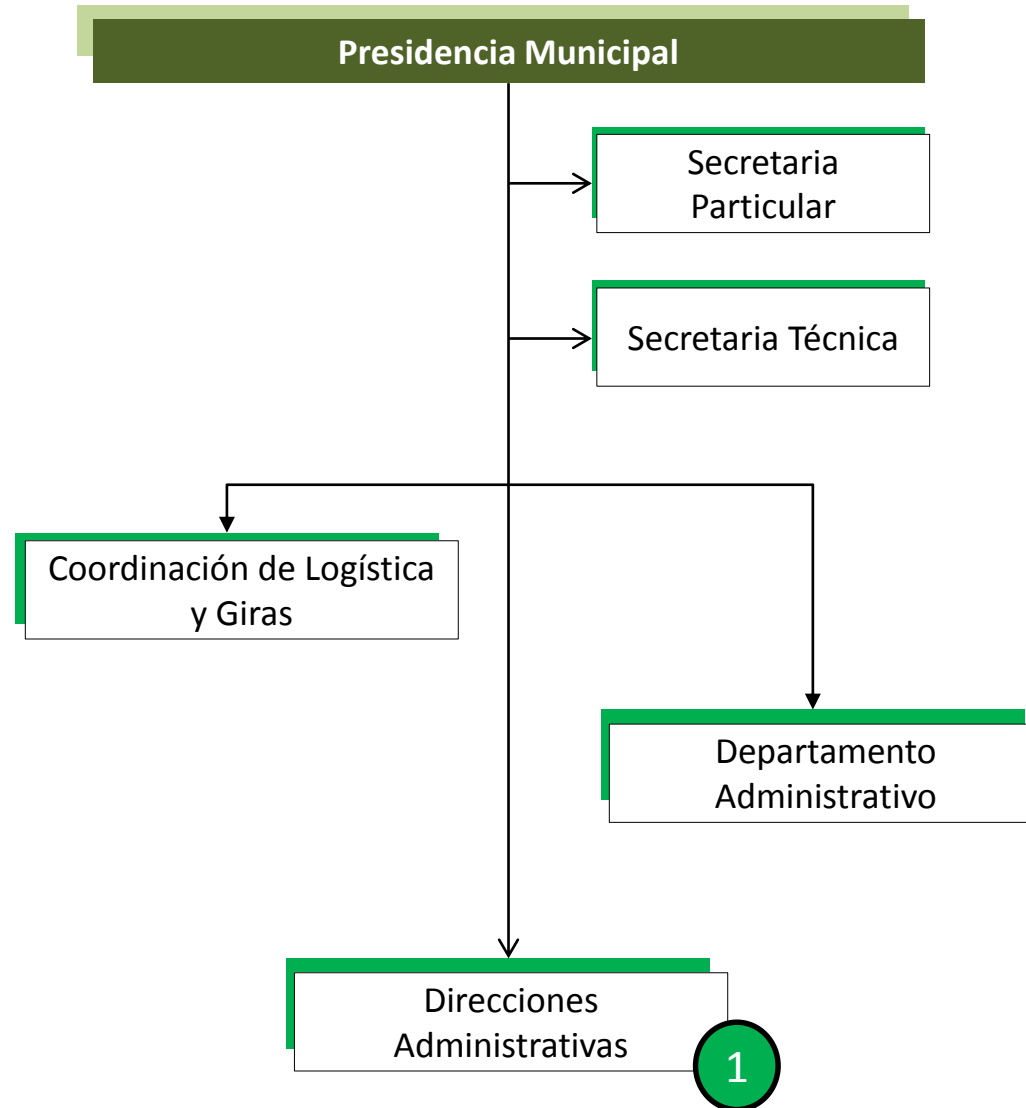 Presidencia Municipal
Secretaria
Particular
Secretaria Técnica
Coordinación de Logística
y Giras
Departamento
Administrativo
Direcciones
Administrativas
1